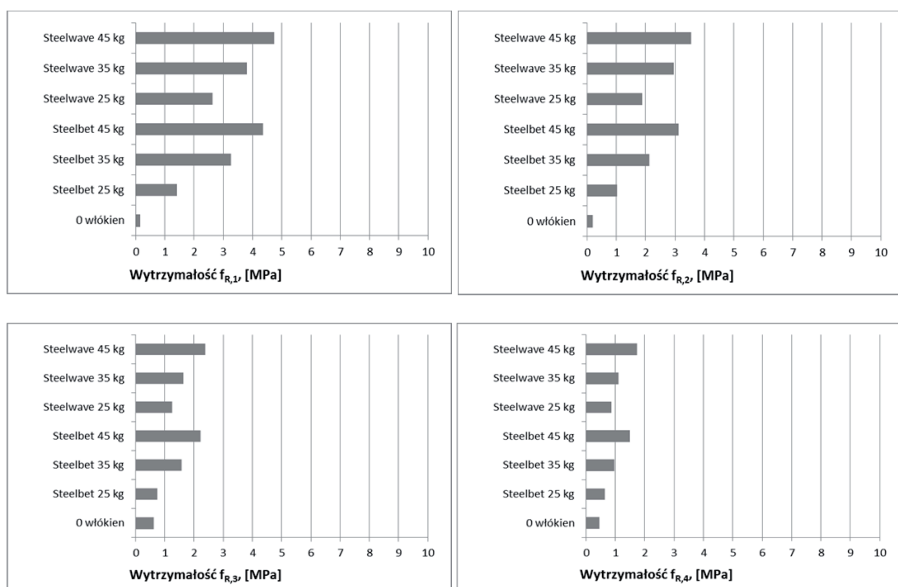 Steelwave 45 kg
Steelwave 35 kg
Steelwave 25 kg
Steelbet 45 kg
Steelbet 35 kg
Steelbet 25 kg
0 włókien
0 1 2 3 4 5 6 7 8 9 10
Wytrzymałość fR,1, [MPa]
Steelwave 45 kg
Steelwave 35 kg
Steelwave 25 kg
Steelbet 45 kg
Steelbet 35 kg
Steelbet 25 kg
0 włókien
0 1 2 3 4 5 6 7 8 9 10
Wytrzymałość fR,2, [MPa]
Steelwave 45 kg
Steelwave 35 kg
Steelwave 25 kg
Steelbet 45 kg
Steelbet 35 kg
Steelbet 25 kg
0 włókien
0 1 2 3 4 5 6 7 8 9 10
Wytrzymałość fR,3, [MPa]
Steelwave 45 kg
Steelwave 35 kg
Steelwave 25 kg
Steelbet 45 kg
Steelbet 35 kg
Steelbet 25 kg
0 włókien
0 1 2 3 4 5 6 7 8 9 10
Wytrzymałość fR,4, [MPa]